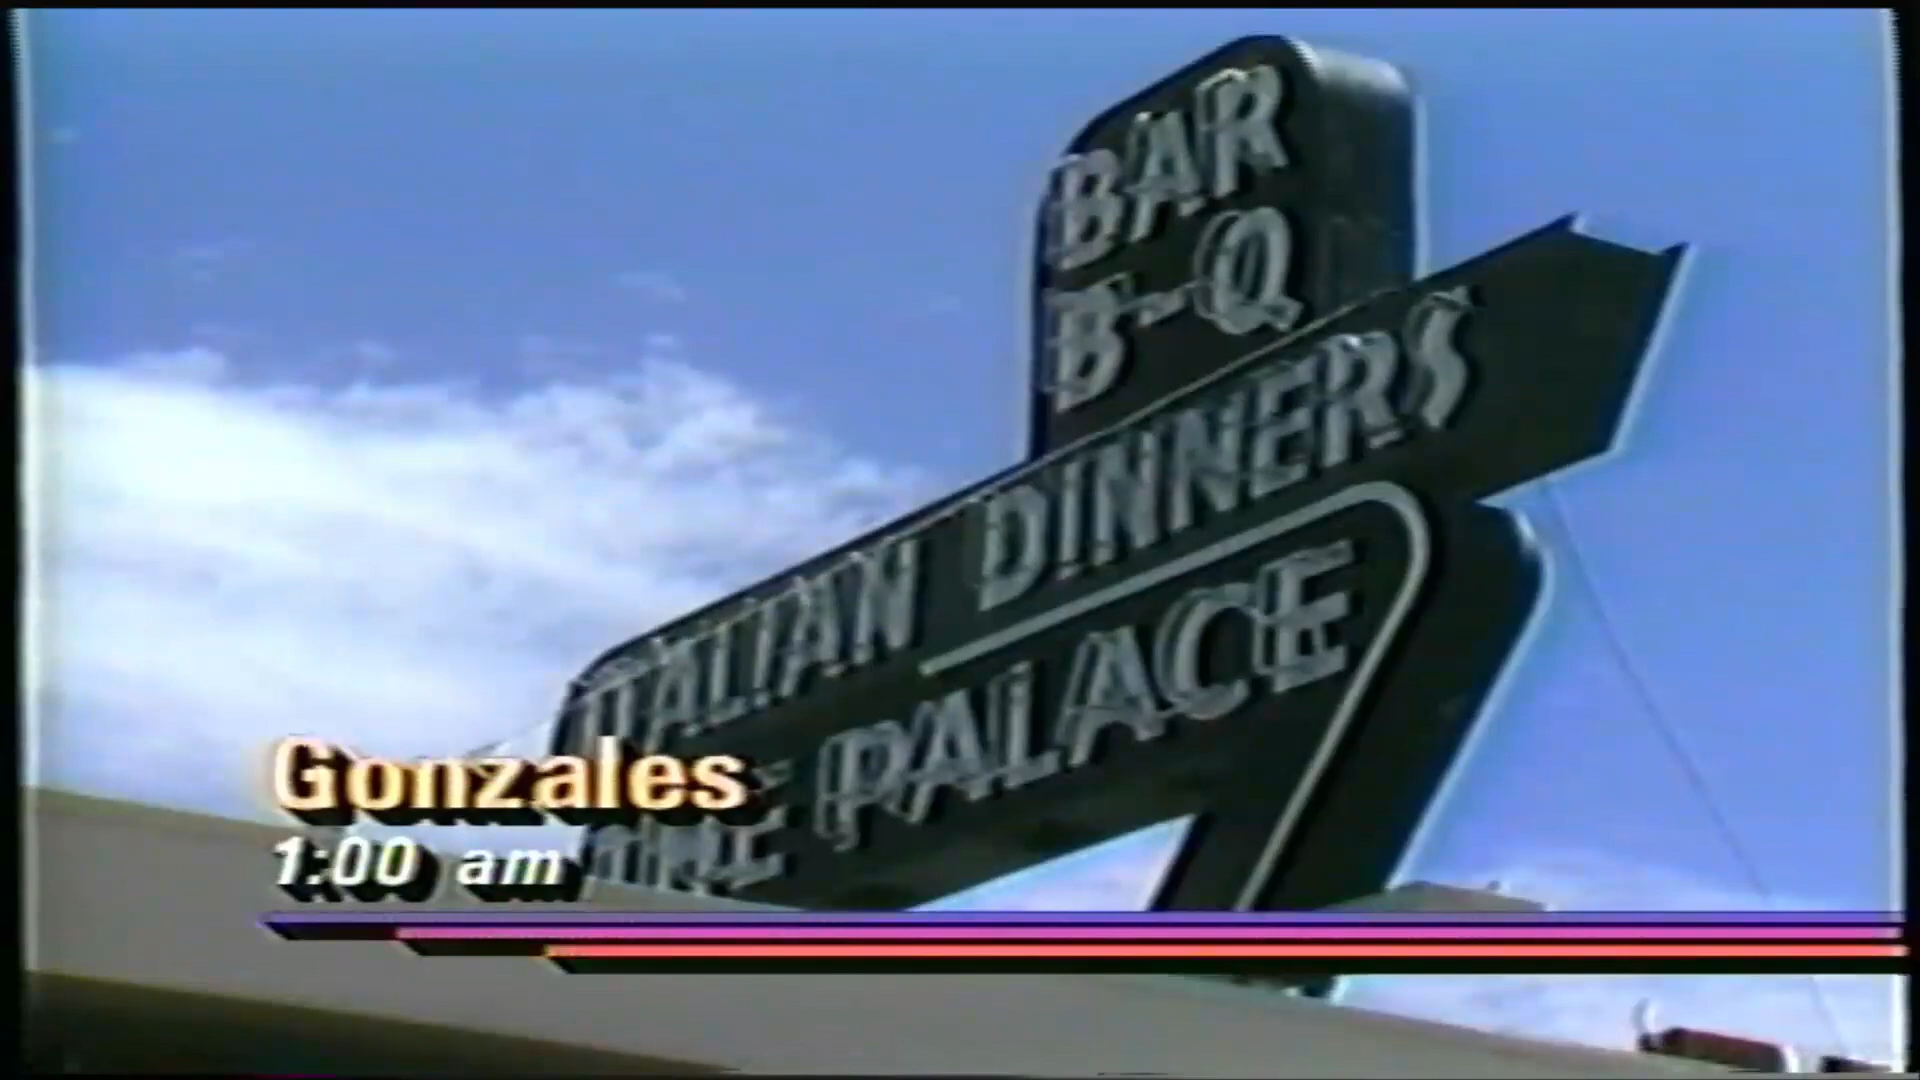 BAR
B-Q
ITALIAN DINNERS
THE PALACE
Gonzales
1:00 am